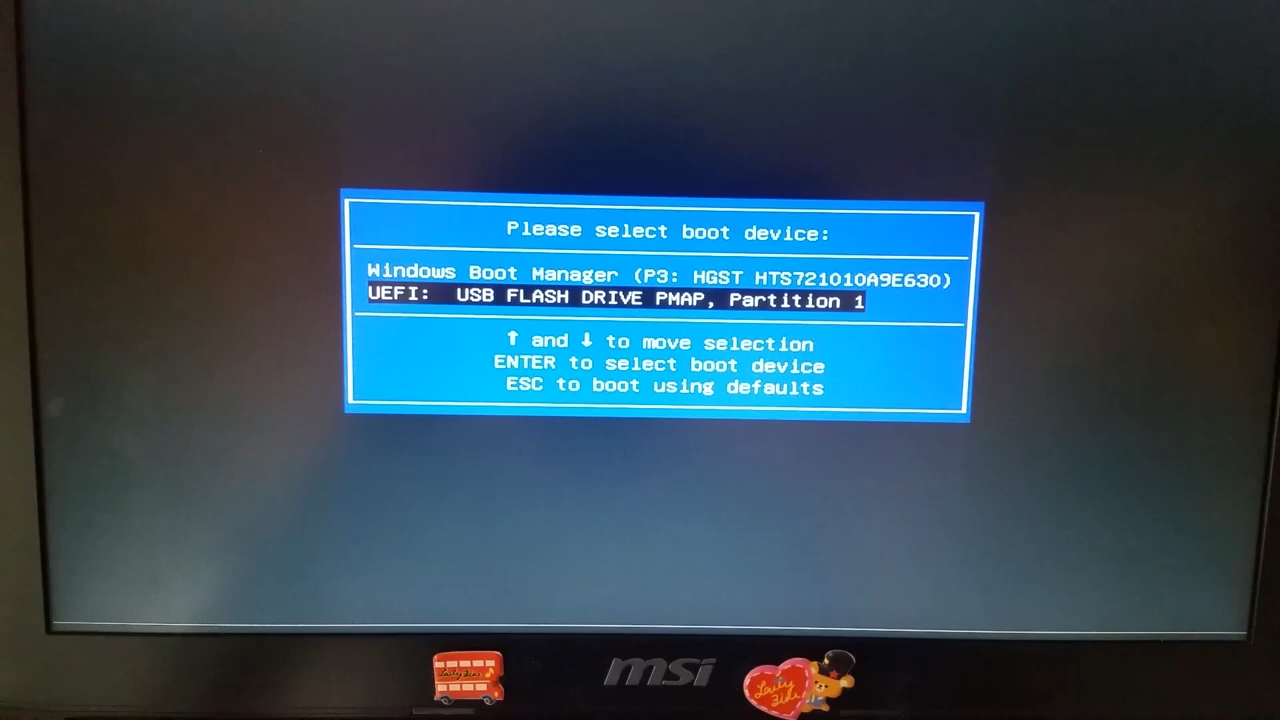 Please select boot device:
Windows Boot Manager (P3: HGST HTS721010A9E630)
UEFI: USB FLASH DRIVE PMAP, Partition 1
↑ and ↓ to move selection
ENTER to select boot device
ESC to boot using defaults
msi